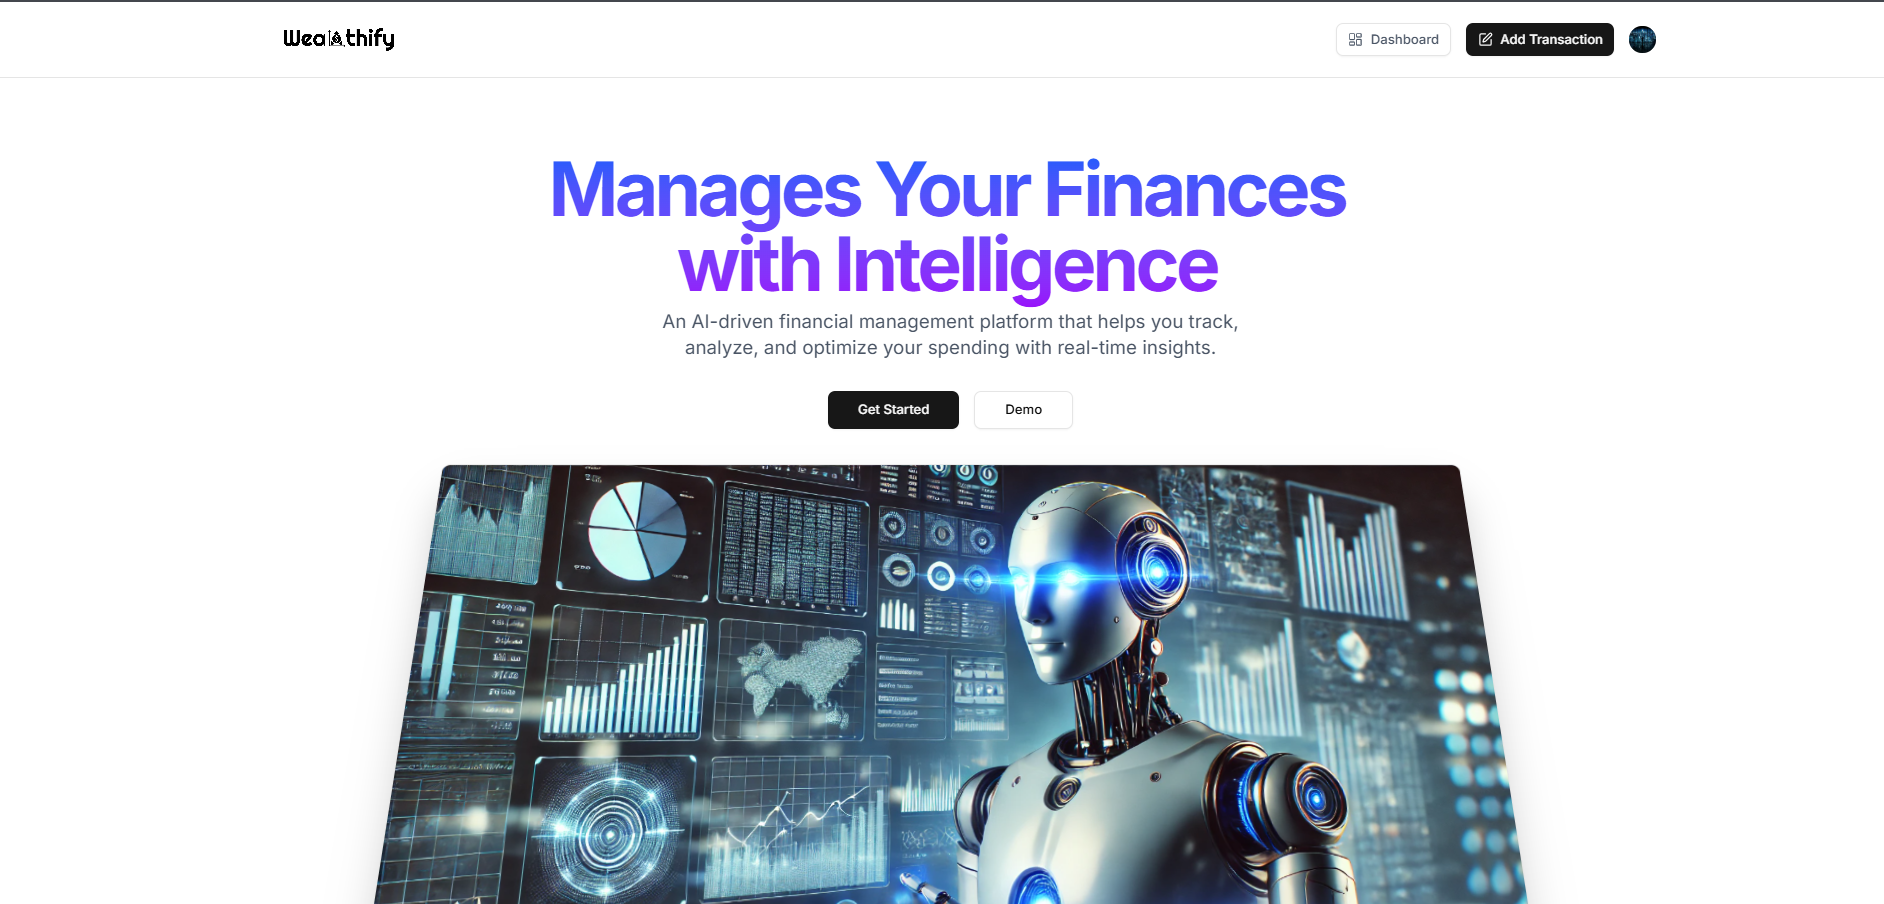 Wealthify
Dashboard
Add Transaction
Manages Your Finances
with Intelligence
An AI-driven financial management platform that helps you track,
analyze, and optimize your spending with real-time insights.
Get Started
Demo